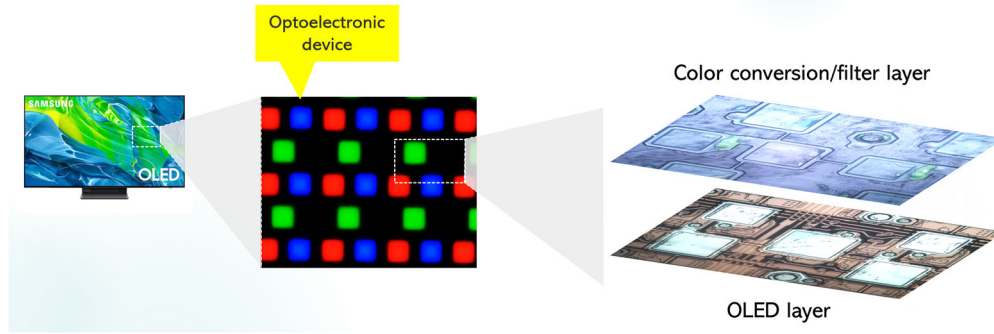 Optoelectronic
device
Color conversion/filter layer
SAMSUNG
OLED
OLED layer